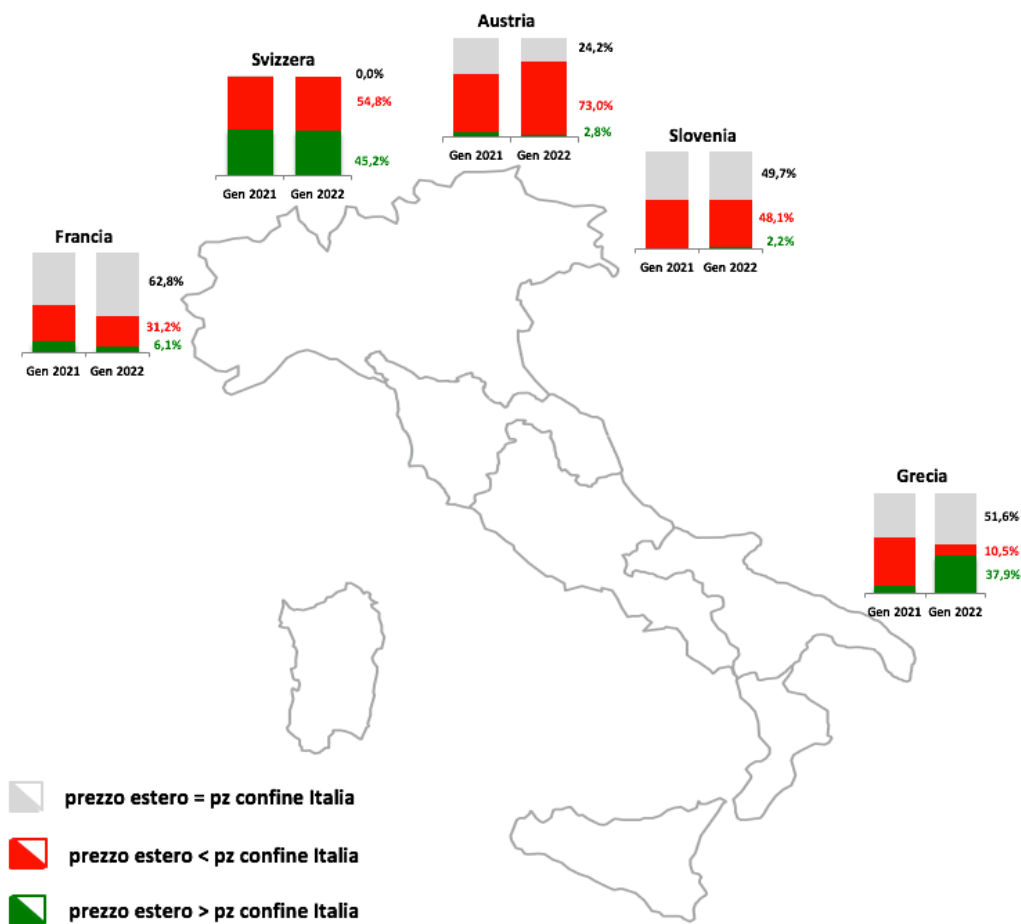 Austria
24,2%
73,0%
2,8%
Gen 2021 Gen 2022
Svizzera
0,0%
54,8%
45,2%
Gen 2021 Gen 2022
Slovenia
49,7%
48,1%
2,2%
Gen 2021 Gen 2022
Francia
62,8%
31,2%
6,1%
Gen 2021 Gen 2022
Grecia
51,6%
10,5%
37,9%
Gen 2021 Gen 2022
prezzo estero = pz confine Italia
prezzo estero < pz confine Italia
prezzo estero > pz confine Italia